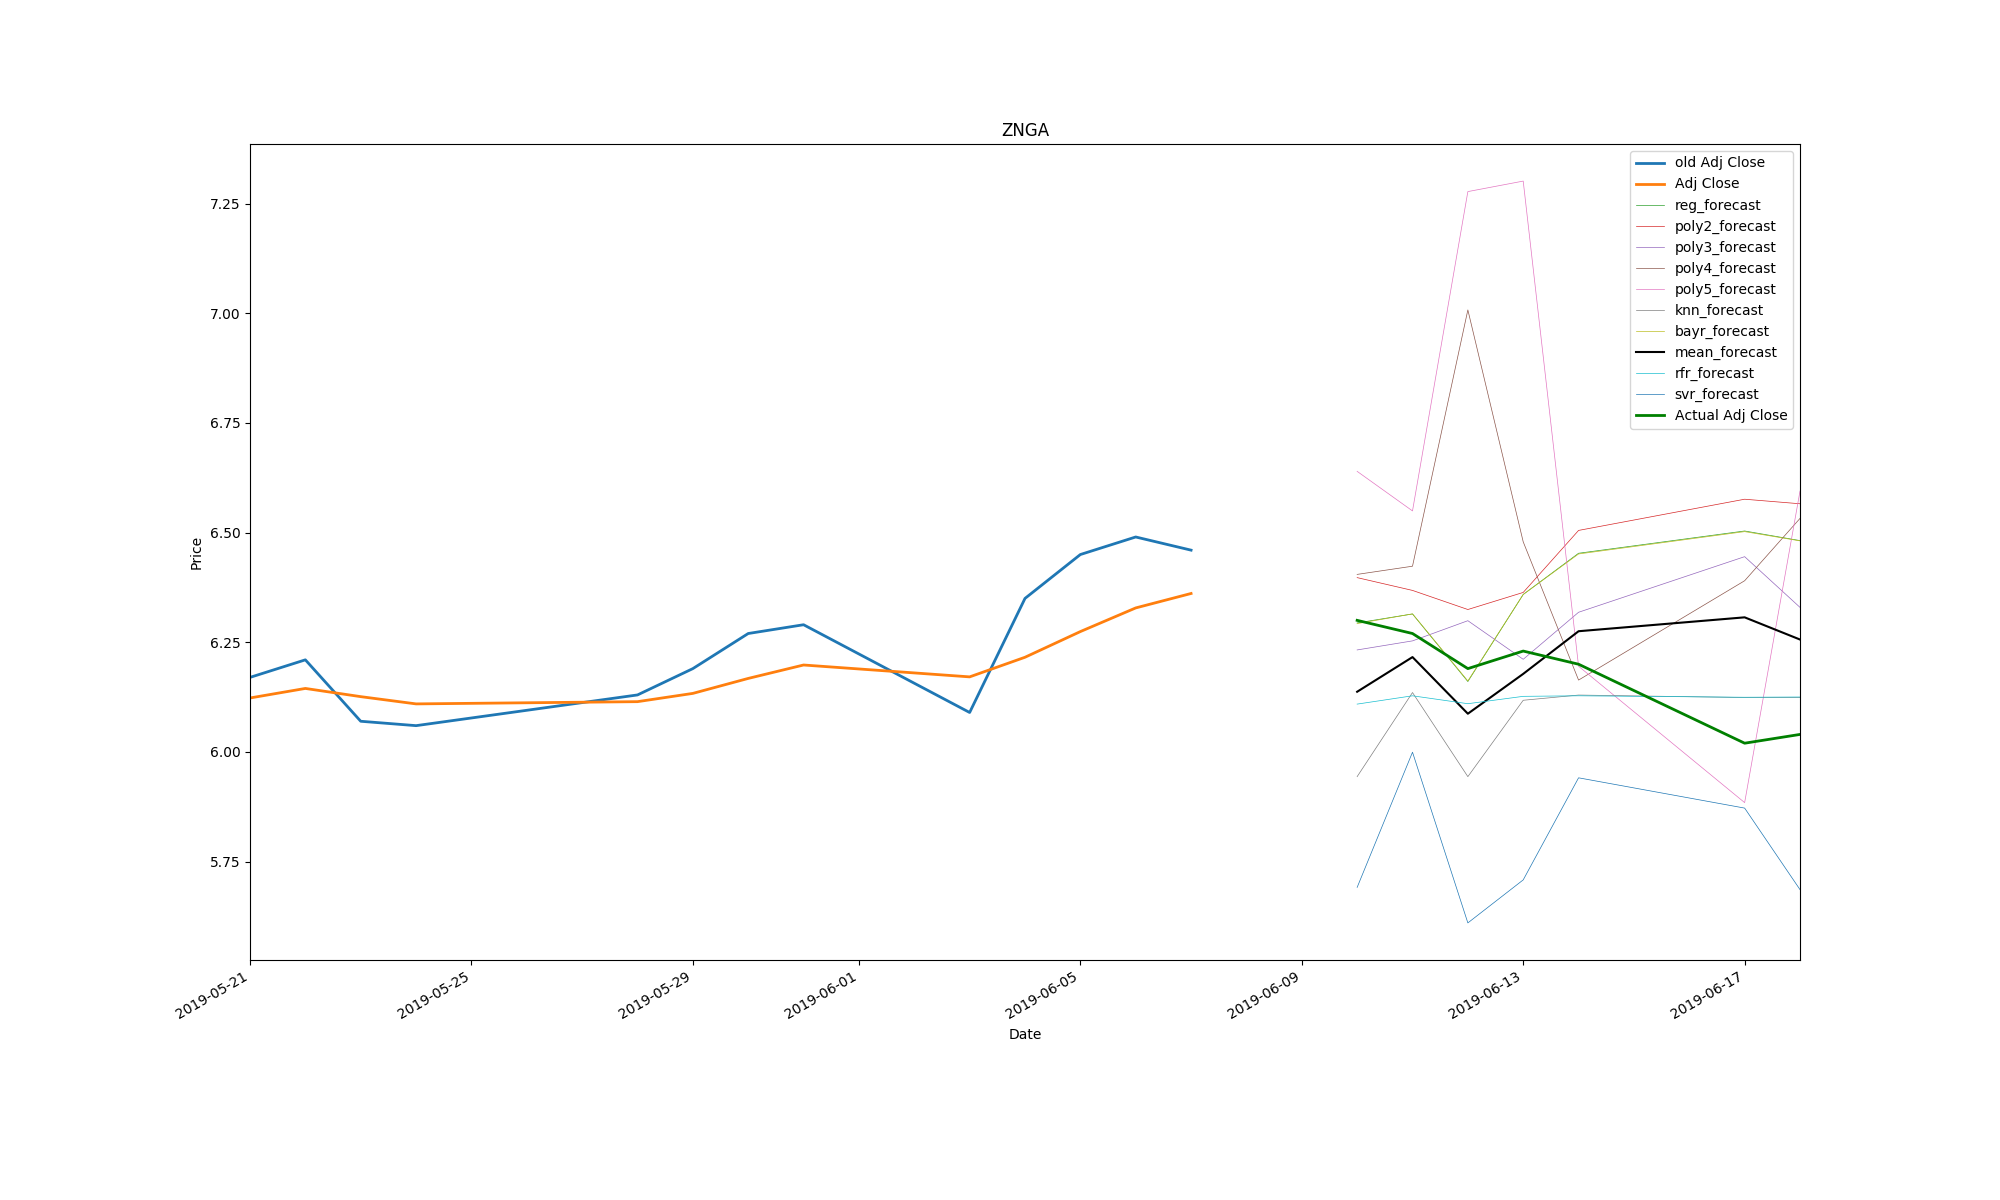 ZNGA
old Adj Close
Adj Close
reg_forecast
poly2_forecast
poly3_forecast
poly4_forecast
poly5_forecast
knn_forecast
bayr_forecast
mean_forecast
rfr_forecast
svr_forecast
Actual Adj Close
7.25
7.00
6.75
6.50
6.25
6.00
5.75
Price
2019-05-21
2019-05-25
2019-05-29
2019-06-01
2019-06-05
2019-06-09
2019-06-13
2019-06-17
Date